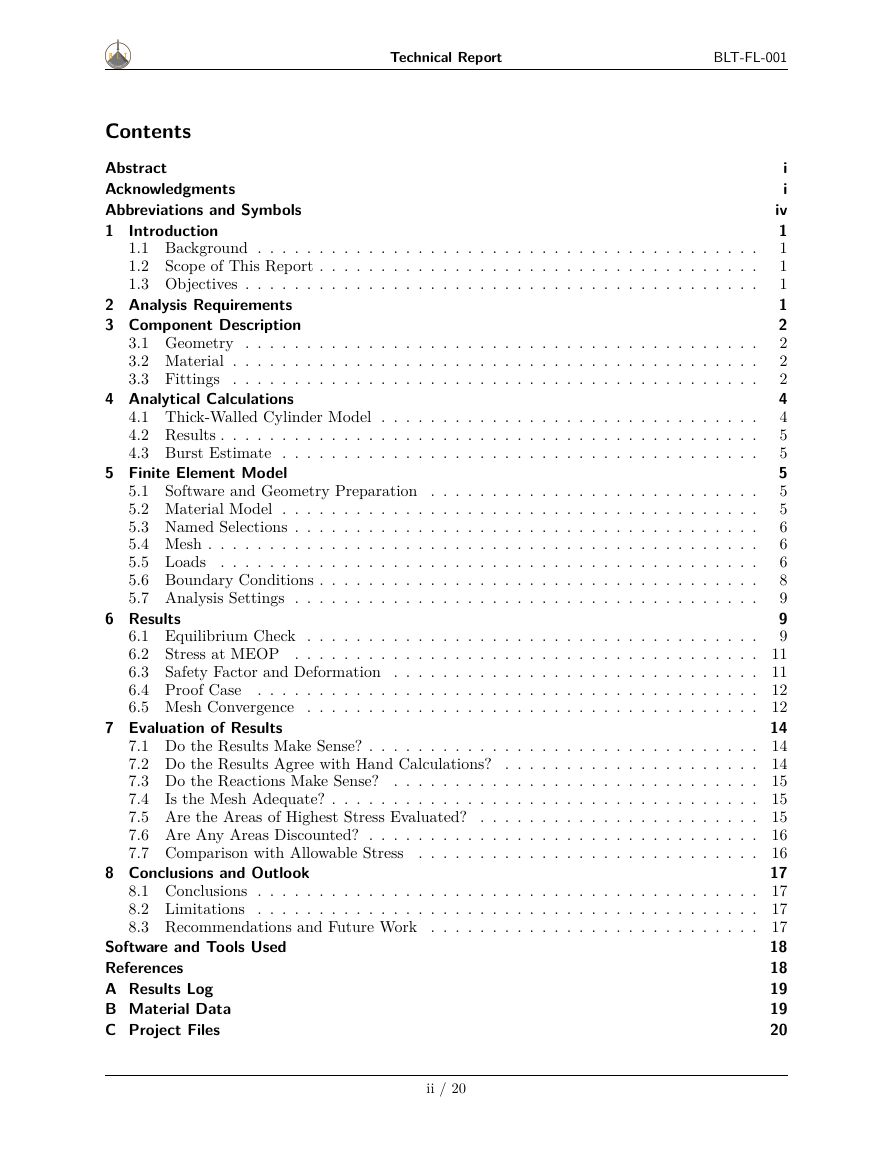 Technical Report BLT-FL-001
Contents
Abstract i
Acknowledgments i
Abbreviations and Symbols iv
1 Introduction 1
1.1 Background . . . . . . . . . . . . . . . . . . . . . . . . . . . . . . . . . . . . . . . . . 1
1.2 Scope of This Report . . . . . . . . . . . . . . . . . . . . . . . . . . . . . . . . . . . . 1
1.3 Objectives . . . . . . . . . . . . . . . . . . . . . . . . . . . . . . . . . . . . . . . . . . 1
2 Analysis Requirements 1
3 Component Description 2
3.1 Geometry . . . . . . . . . . . . . . . . . . . . . . . . . . . . . . . . . . . . . . . . . . 2
3.2 Material . . . . . . . . . . . . . . . . . . . . . . . . . . . . . . . . . . . . . . . . . . . 2
3.3 Fittings . . . . . . . . . . . . . . . . . . . . . . . . . . . . . . . . . . . . . . . . . . . 2
4 Analytical Calculations 4
4.1 Thick-Walled Cylinder Model . . . . . . . . . . . . . . . . . . . . . . . . . . . . . . . 4
4.2 Results . . . . . . . . . . . . . . . . . . . . . . . . . . . . . . . . . . . . . . . . . . . . 5
4.3 Burst Estimate . . . . . . . . . . . . . . . . . . . . . . . . . . . . . . . . . . . . . . . 5
5 Finite Element Model 5
5.1 Software and Geometry Preparation . . . . . . . . . . . . . . . . . . . . . . . . . . . 5
5.2 Material Model . . . . . . . . . . . . . . . . . . . . . . . . . . . . . . . . . . . . . . . 5
5.3 Named Selections . . . . . . . . . . . . . . . . . . . . . . . . . . . . . . . . . . . . . . 6
5.4 Mesh . . . . . . . . . . . . . . . . . . . . . . . . . . . . . . . . . . . . . . . . . . . . . 6
5.5 Loads . . . . . . . . . . . . . . . . . . . . . . . . . . . . . . . . . . . . . . . . . . . . 6
5.6 Boundary Conditions . . . . . . . . . . . . . . . . . . . . . . . . . . . . . . . . . . . . 8
5.7 Analysis Settings . . . . . . . . . . . . . . . . . . . . . . . . . . . . . . . . . . . . . . 9
6 Results 9
6.1 Equilibrium Check . . . . . . . . . . . . . . . . . . . . . . . . . . . . . . . . . . . . . 9
6.2 Stress at MEOP . . . . . . . . . . . . . . . . . . . . . . . . . . . . . . . . . . . . . . 11
6.3 Safety Factor and Deformation . . . . . . . . . . . . . . . . . . . . . . . . . . . . . . 11
6.4 Proof Case . . . . . . . . . . . . . . . . . . . . . . . . . . . . . . . . . . . . . . . . . 12
6.5 Mesh Convergence . . . . . . . . . . . . . . . . . . . . . . . . . . . . . . . . . . . . . 12
7 Evaluation of Results 14
7.1 Do the Results Make Sense? . . . . . . . . . . . . . . . . . . . . . . . . . . . . . . . . 14
7.2 Do the Results Agree with Hand Calculations? . . . . . . . . . . . . . . . . . . . . . 14
7.3 Do the Reactions Make Sense? . . . . . . . . . . . . . . . . . . . . . . . . . . . . . . 15
7.4 Is the Mesh Adequate? . . . . . . . . . . . . . . . . . . . . . . . . . . . . . . . . . . . 15
7.5 Are the Areas of Highest Stress Evaluated? . . . . . . . . . . . . . . . . . . . . . . . 15
7.6 Are Any Areas Discounted? . . . . . . . . . . . . . . . . . . . . . . . . . . . . . . . . 16
7.7 Comparison with Allowable Stress . . . . . . . . . . . . . . . . . . . . . . . . . . . . 16
8 Conclusions and Outlook 17
8.1 Conclusions . . . . . . . . . . . . . . . . . . . . . . . . . . . . . . . . . . . . . . . . . 17
8.2 Limitations . . . . . . . . . . . . . . . . . . . . . . . . . . . . . . . . . . . . . . . . . 17
8.3 Recommendations and Future Work . . . . . . . . . . . . . . . . . . . . . . . . . . . 17
Software and Tools Used 18
References 18
A Results Log 19
B Material Data 19
C Project Files 20
ii / 20